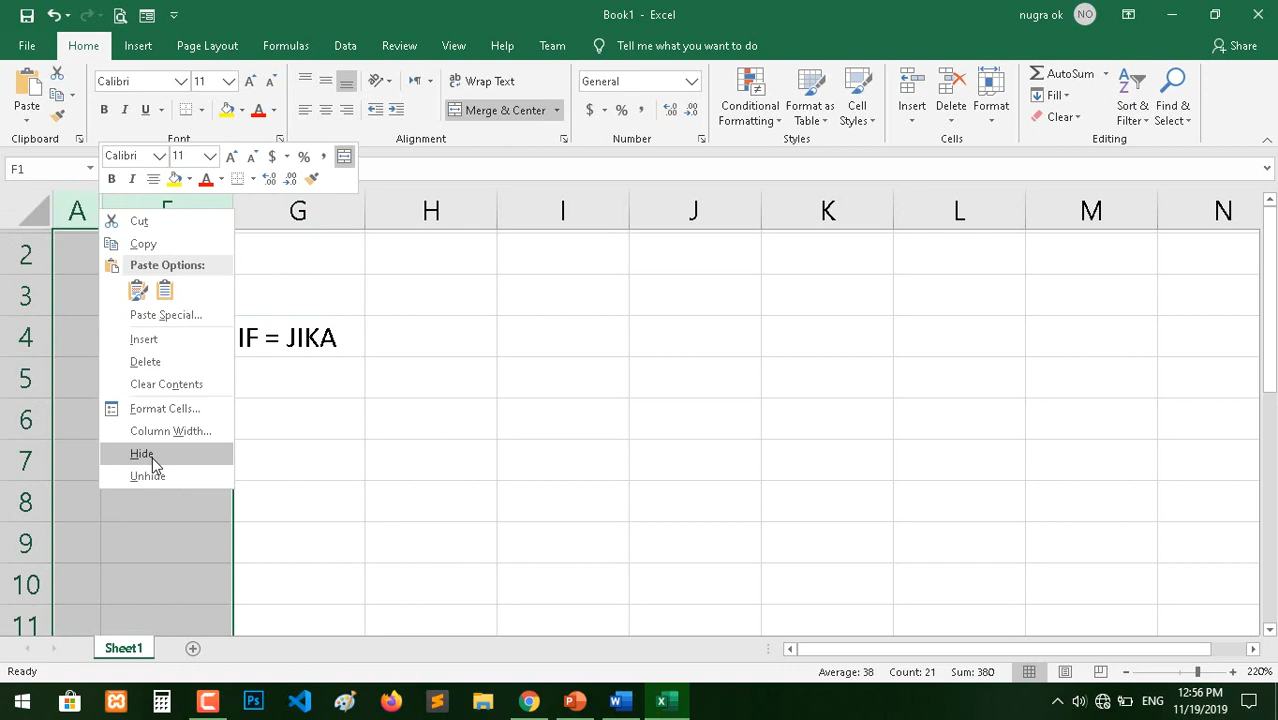 Book1 - Excel
nugra ok
NO
File
Home
Insert
Page Layout
Formulas
Data
Review
View
Help
Team
Tell me what you want to do
Share
Paste
Calibri
11
B I U
Wrap Text
Merge & Center
General
$ % ,
Conditional
Formatting
Format as
Table
Cell
Styles
Insert
Delete
Format
AutoSum
Fill
Clear
Sort &
Filter
Find &
Select
Clipboard
Font
Alignment
Number
Styles
Cells
Editing
F1
Calibri
11
$ % ,
B I
A F G H I J K L M N
2
3
4
5
6
7
8
9
10
11
IF = JIKA
Cut
Copy
Paste Options:
Paste Special...
Insert
Delete
Clear Contents
Format Cells...
Column Width...
Hide
Unhide
Sheet1
Ready
Average: 38
Count: 21
Sum: 380
220%
ENG
12:56 PM
11/19/2019